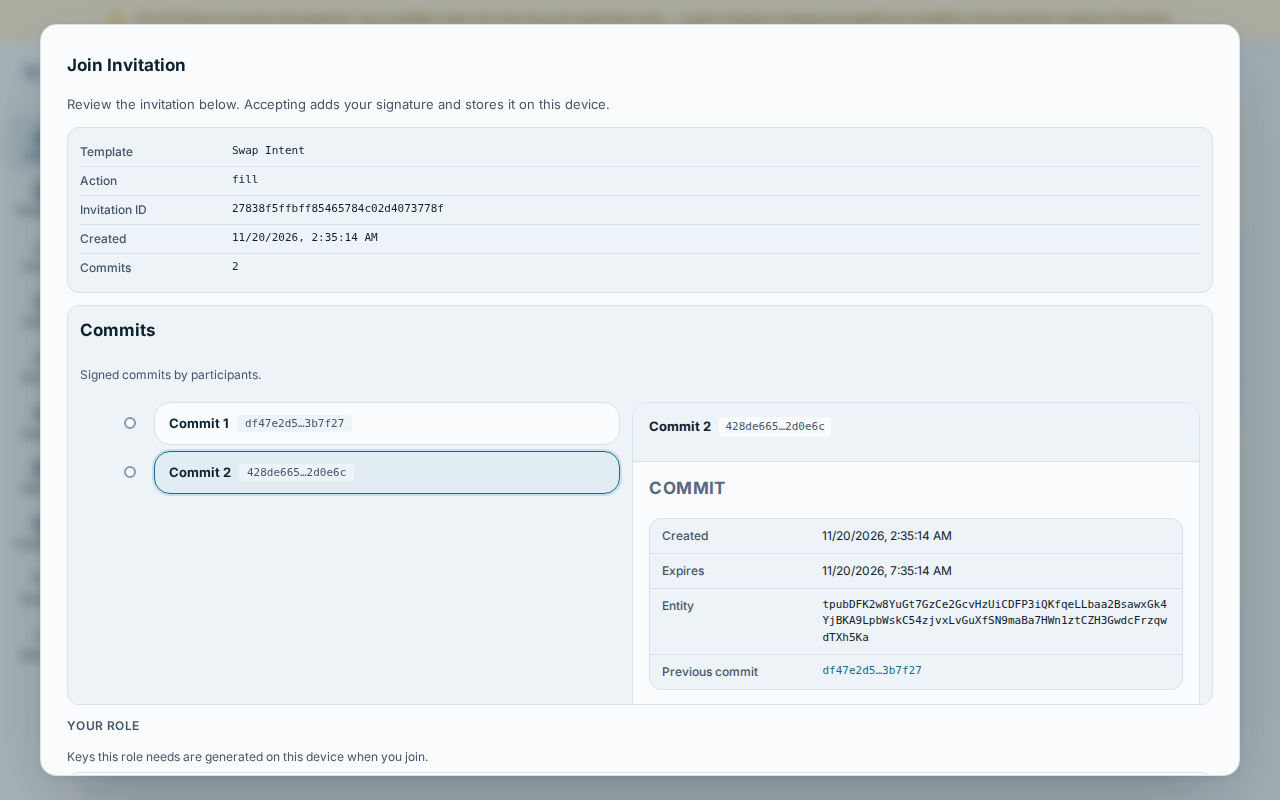 Join Invitation
Review the invitation below. Accepting adds your signature and stores it on this device.
Template Swap Intent
Action fill
Invitation ID 27838f5ffbff85465784c02d4073778f
Created 11/20/2026, 2:35:14 AM
Commits 2
Commits
Signed commits by participants.
Commit 1 df47e2d5…3b7f27
Commit 2 428de665…2d0e6c
Commit 2 428de665…2d0e6c
COMMIT
Created 11/20/2026, 2:35:14 AM
Expires 11/20/2026, 7:35:14 AM
Entity tpubDFK2w8YuGt7GzCe2GcvHzUiCDFP3iQKfqeLLbaa2BsawxGk4
YjBKA9LpbWskC54zjvxLvGuXfSN9maBa7HWn1ztCZH3GwdcFrzqw
dTXh5Ka
Previous commit df47e2d5…3b7f27
YOUR ROLE
Keys this role needs are generated on this device when you join.